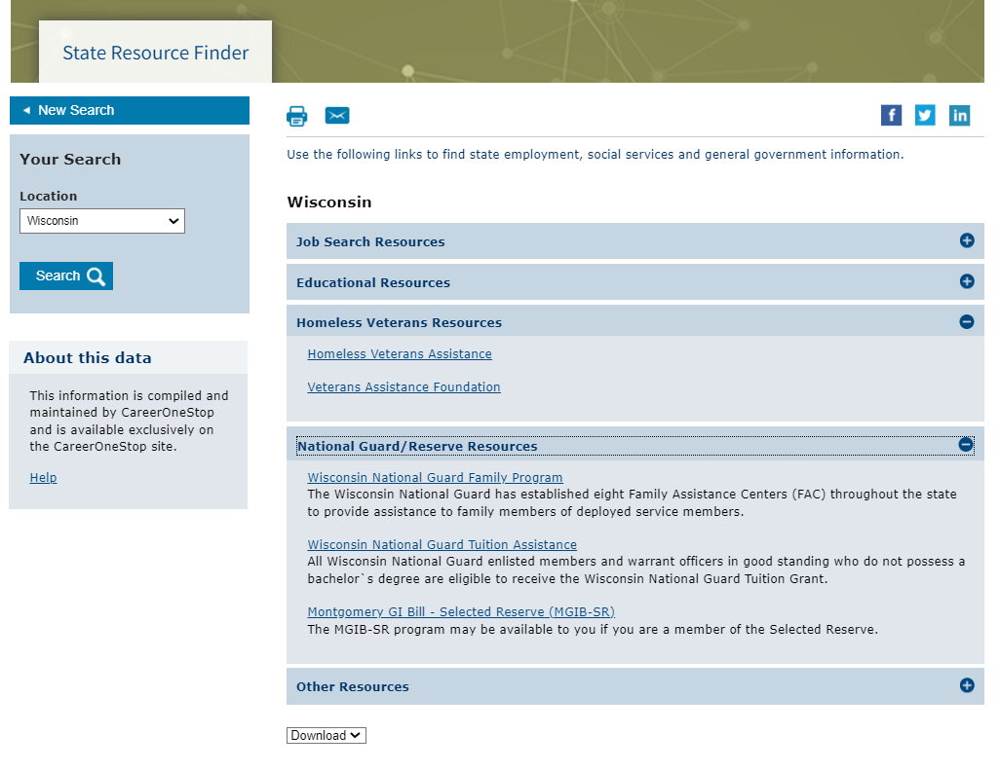 State Resource Finder
New Search
Your Search
Location
Wisconsin
Search
About this data
This information is compiled and
maintained by CareerOneStop
and is available exclusively on
the CareerOneStop site.
Help
f
in
Use the following links to find state employment, social services and general government information.
Wisconsin
Job Search Resources
Educational Resources
Homeless Veterans Resources
Homeless Veterans Assistance
Veterans Assistance Foundation
National Guard/Reserve Resources
Wisconsin National Guard Family Program
The Wisconsin National Guard has established eight Family Assistance Centers (FAC) throughout the state
to provide assistance to family members of deployed service members.
Wisconsin National Guard Tuition Assistance
All Wisconsin National Guard enlisted members and warrant officers in good standing who do not possess a
bachelor`s degree are eligible to receive the Wisconsin National Guard Tuition Grant.
Montgomery GI Bill - Selected Reserve (MGIB-SR)
The MGIB-SR program may be available to you if you are a member of the Selected Reserve.
Other Resources
Download